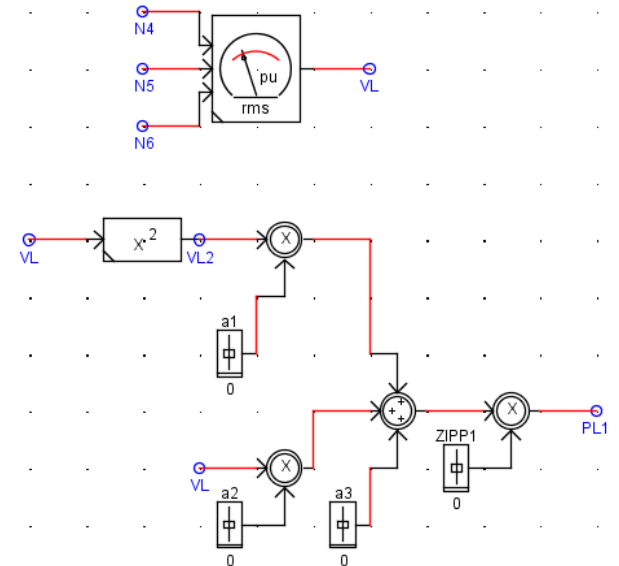 N4
N5
pu
VL
rms
N6
X 2
X
VL
VL2
a1
0
+
+ +
X
PL1
ZIPP1
X
VL
a2
a3
0
0
0